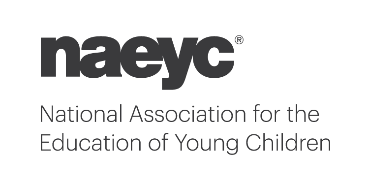 naeyc®
National Association for the
Education of Young Children